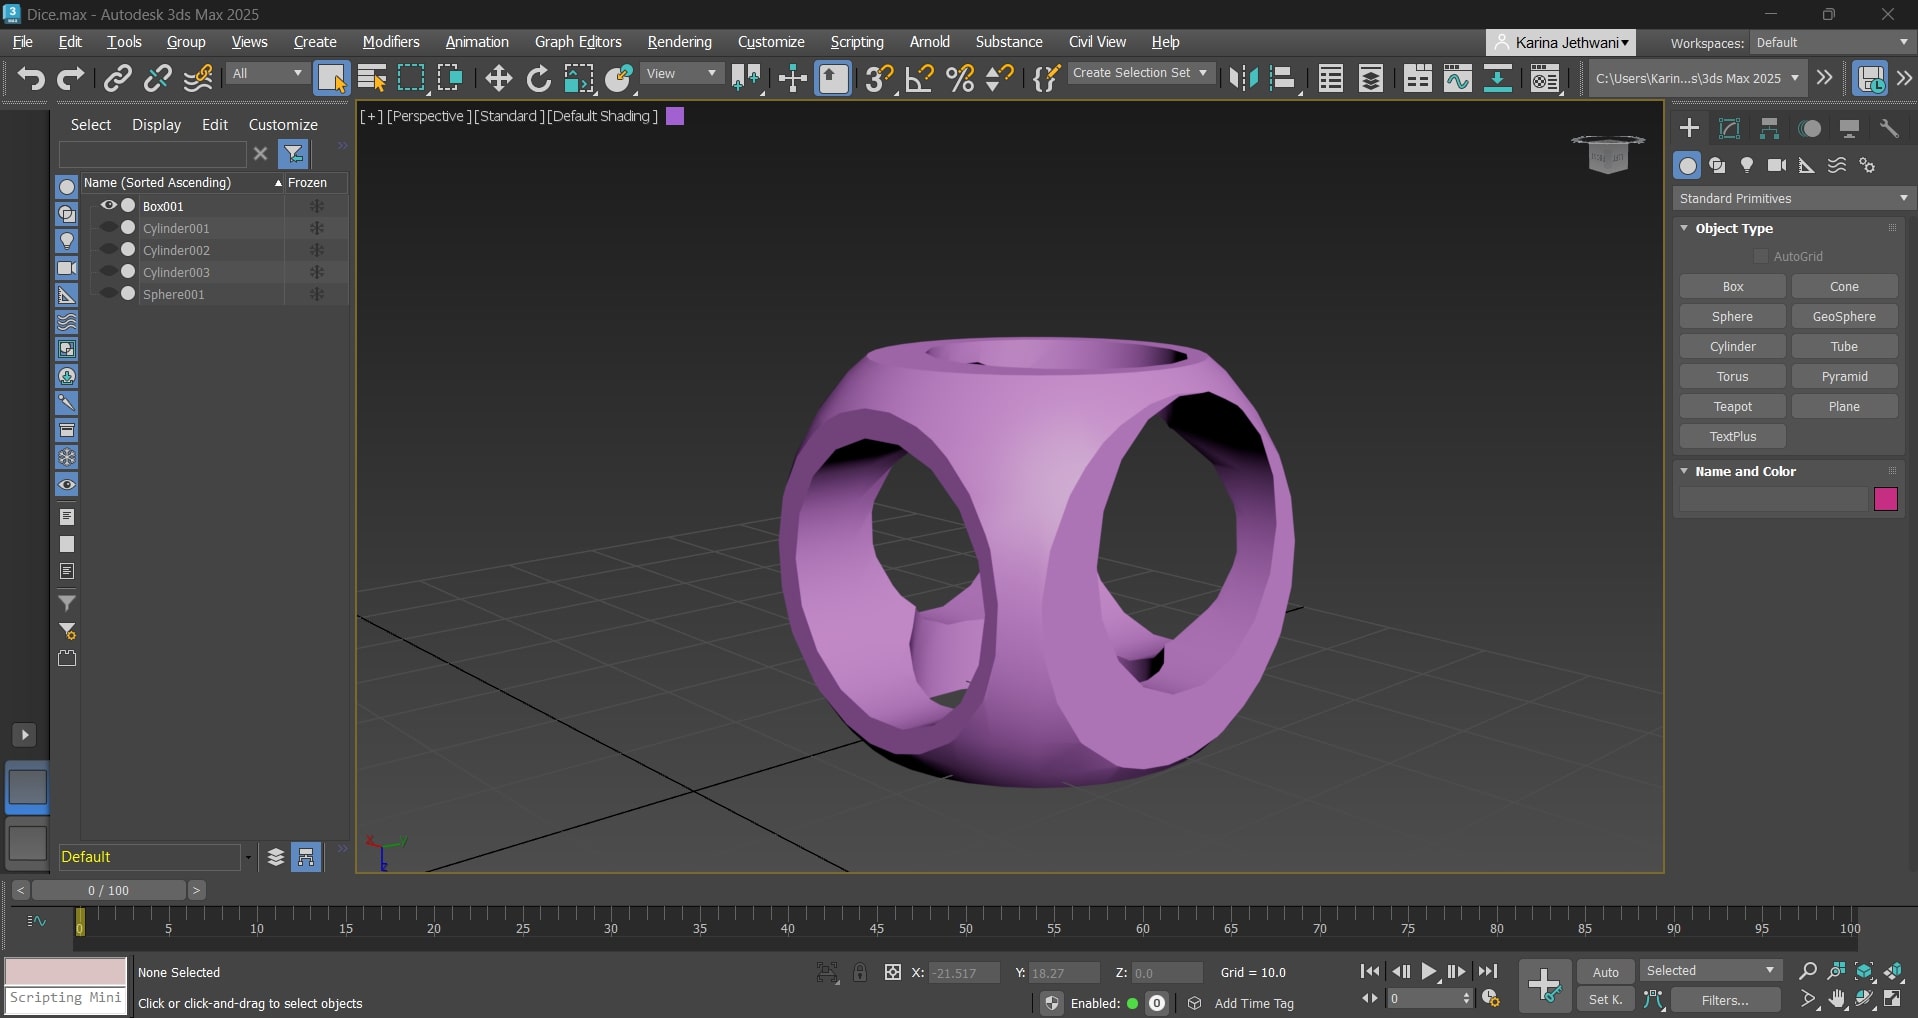 Dice.max - Autodesk 3ds Max 2025
File Edit Tools Group Views Create Modifiers Animation Graph Editors Rendering Customize Scripting Arnold Substance Civil View Help
Karina Jethwani
Workspaces: Default
All
View
Create Selection Set
C:\Users\Karin...s\3ds Max 2025
Select Display Edit Customize
[+] [Perspective ] [Standard ] [Default Shading ]
Name (Sorted Ascending) Frozen
Box001
Cylinder001
Cylinder002
Cylinder003
Sphere001
Standard Primitives
Object Type
AutoGrid
Box Cone
Sphere GeoSphere
Cylinder Tube
Torus Pyramid
Teapot Plane
TextPlus
Name and Color
Default
x y z
< 0 / 100 >
0 5 10 15 20 25 30 35 40 45 50 55 60 65 70 75 80 85 90 95 100
None Selected
X: -21.517 Y: 18.27 Z: 0.0 Grid = 10.0
Auto Selected
Scripting Mini
Click or click-and-drag to select objects
Enabled: 0 Add Time Tag
0
Set K. Filters...